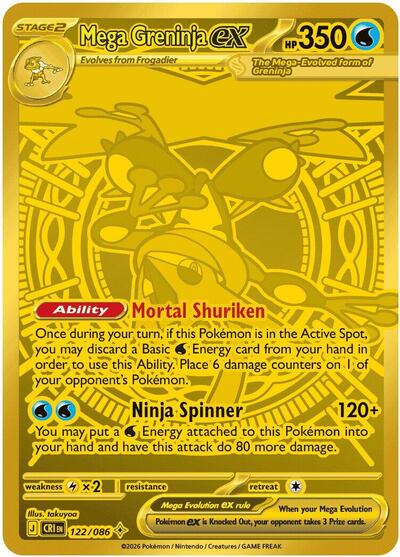 STAGE2 Mega Greninja ex HP350
Evolves from Frogadier
The Mega-Evolved form of
Greninja
Ability Mortal Shuriken
Once during your turn, if this Pokémon is in the Active Spot,
you may discard a Basic Energy card from your hand in
order to use this Ability. Place 6 damage counters on 1 of
your opponent's Pokémon.
Ninja Spinner 120+
You may put a Energy attached to this Pokémon into
your hand and have this attack do 80 more damage.
weakness ×2 resistance retreat
Illus. takuyoa
Mega Evolution ex rule
When your Mega Evolution
Pokémon ex is Knocked Out, your opponent takes 3 Prize cards.
J CRI EN 122/086
©2026 Pokémon / Nintendo / Creatures / GAME FREAK